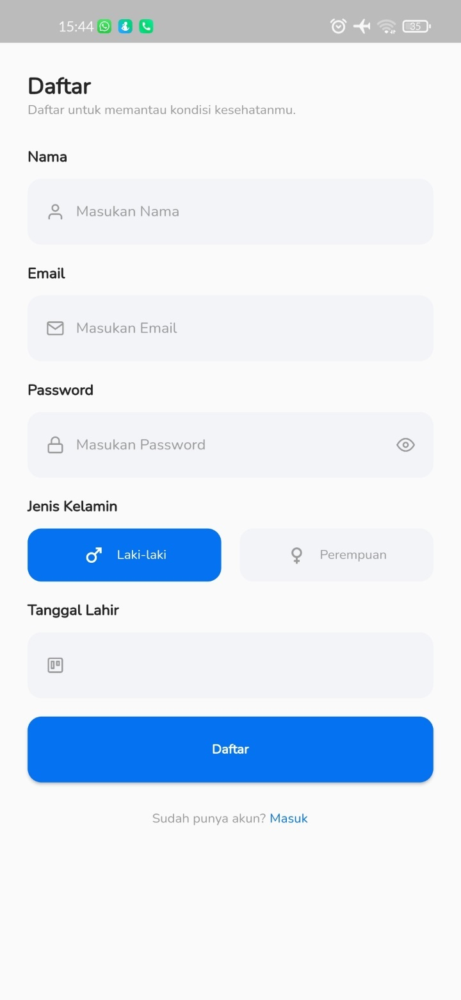 15:44 35
Daftar
Daftar untuk memantau kondisi kesehatanmu.
Nama
Masukan Nama
Email
Masukan Email
Password
Masukan Password
Jenis Kelamin
Laki-laki Perempuan
Tanggal Lahir
Daftar
Sudah punya akun? Masuk